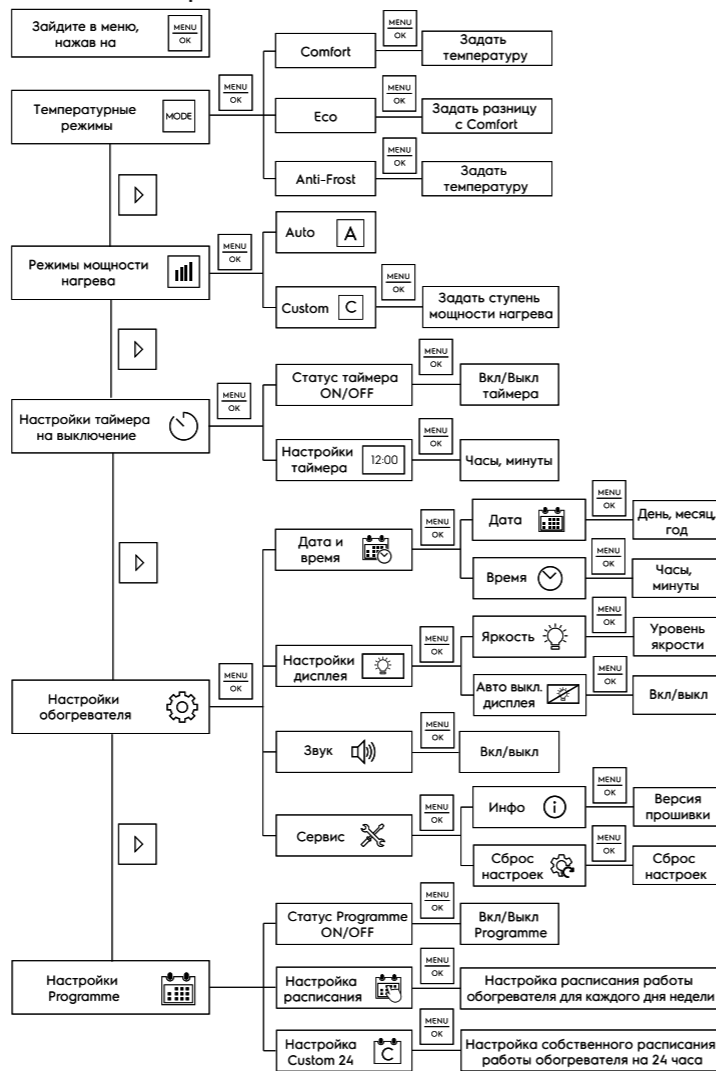 Зайдите в меню,
нажав на
MENU
OK
Температурные
режимы
MODE
MENU
OK
Comfort
MENU
OK
Задать
температуру
Eco
MENU
OK
Задать разницу
с Comfort
Anti-Frost
MENU
OK
Задать
температуру
Режимы мощности
нагрева
MENU
OK
Auto
A
Custom
C
MENU
OK
Задать ступень
мощности нагрева
Настройки таймера
на выключение
MENU
OK
Статус таймера
ON/OFF
MENU
OK
Вкл/Выкл
таймера
Настройки
таймера
12:00
MENU
OK
Часы, минуты
Настройки
обогревателя
MENU
OK
Дата и
время
MENU
OK
Дата
MENU
OK
День, месяц,
год
Время
MENU
OK
Часы,
минуты
Настройки
дисплея
MENU
OK
Яркость
MENU
OK
Уровень
якрости
Авто выкл.
дисплея
MENU
OK
Вкл/выкл
Звук
MENU
OK
Вкл/выкл
Сервис
MENU
OK
Инфо
i
MENU
OK
Версия
прошивки
Сброс
настроек
MENU
OK
Сброс
настроек
Настройки
Programme
Статус Programme
ON/OFF
MENU
OK
Вкл/Выкл
Programme
Настройка
расписания
MENU
OK
Настройка расписания работы
обогревателя для каждого дня недели
Настройка
Custom 24
C
MENU
OK
Настройка собственного расписания
работы обогревателя на 24 часа